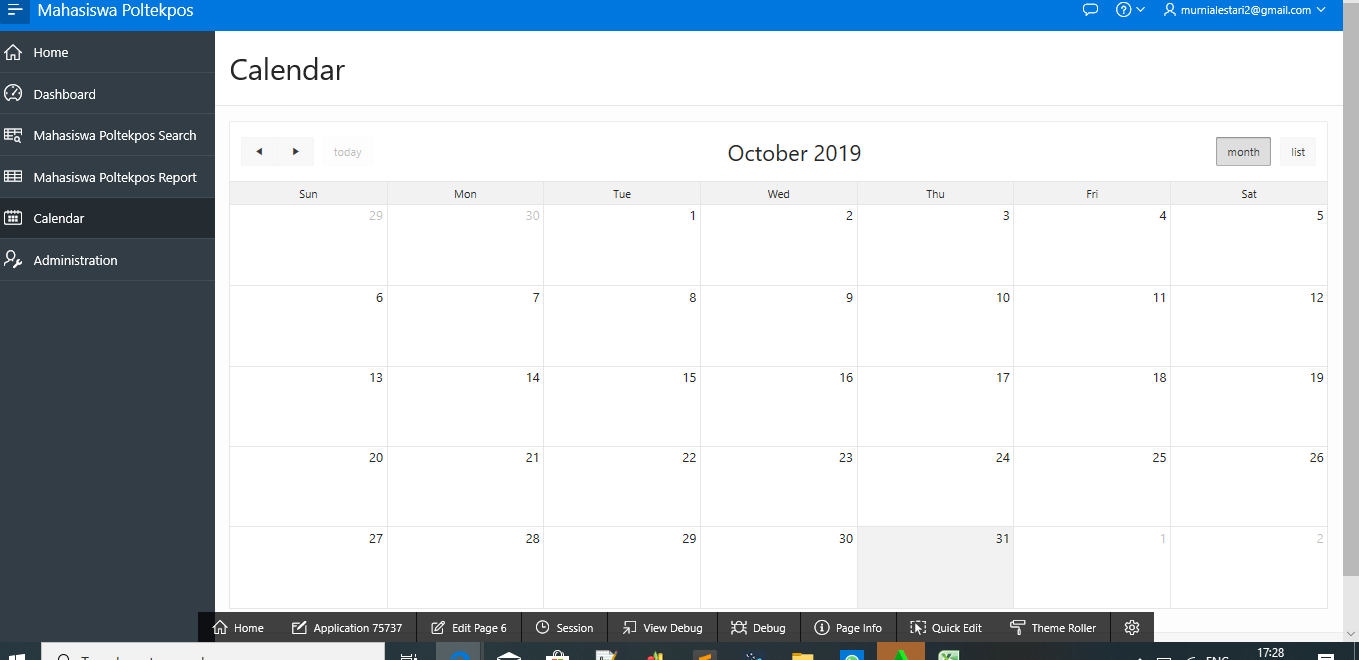 Mahasiswa Poltekpos
murnialestari2@gmail.com
Home
Dashboard
Mahasiswa Poltekpos Search
Mahasiswa Poltekpos Report
Calendar
Administration
Calendar
today
October 2019
month
list
Sun Mon Tue Wed Thu Fri Sat
29 30 1 2 3 4 5
6 7 8 9 10 11 12
13 14 15 16 17 18 19
20 21 22 23 24 25 26
27 28 29 30 31 1 2
Home Application 75737 Edit Page 6 Session View Debug Debug Page Info Quick Edit Theme Roller
17:28